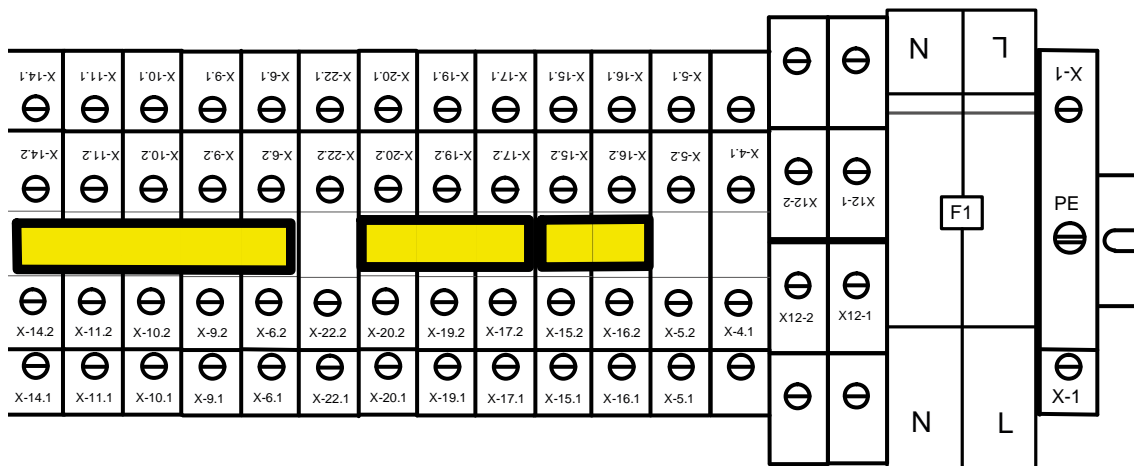 X-14.1 X-11.1 X-10.1 X-9.1 X-6.1 X-22.1 X-20.1 X-19.1 X-17.1 X-15.1 X-16.1 X-5.1 N L X-1
X-14.2 X-11.2 X-10.2 X-9.2 X-6.2 X-22.2 X-20.2 X-19.2 X-17.2 X-15.2 X-16.2 X-5.2 X-4.1
X12-2 X12-1 F1 PE
X-14.2 X-11.2 X-10.2 X-9.2 X-6.2 X-22.2 X-20.2 X-19.2 X-17.2 X-15.2 X-16.2 X-5.2 X-4.1 X12-2 X12-1
X-14.1 X-11.1 X-10.1 X-9.1 X-6.1 X-22.1 X-20.1 X-19.1 X-17.1 X-15.1 X-16.1 X-5.1 X-1
N L